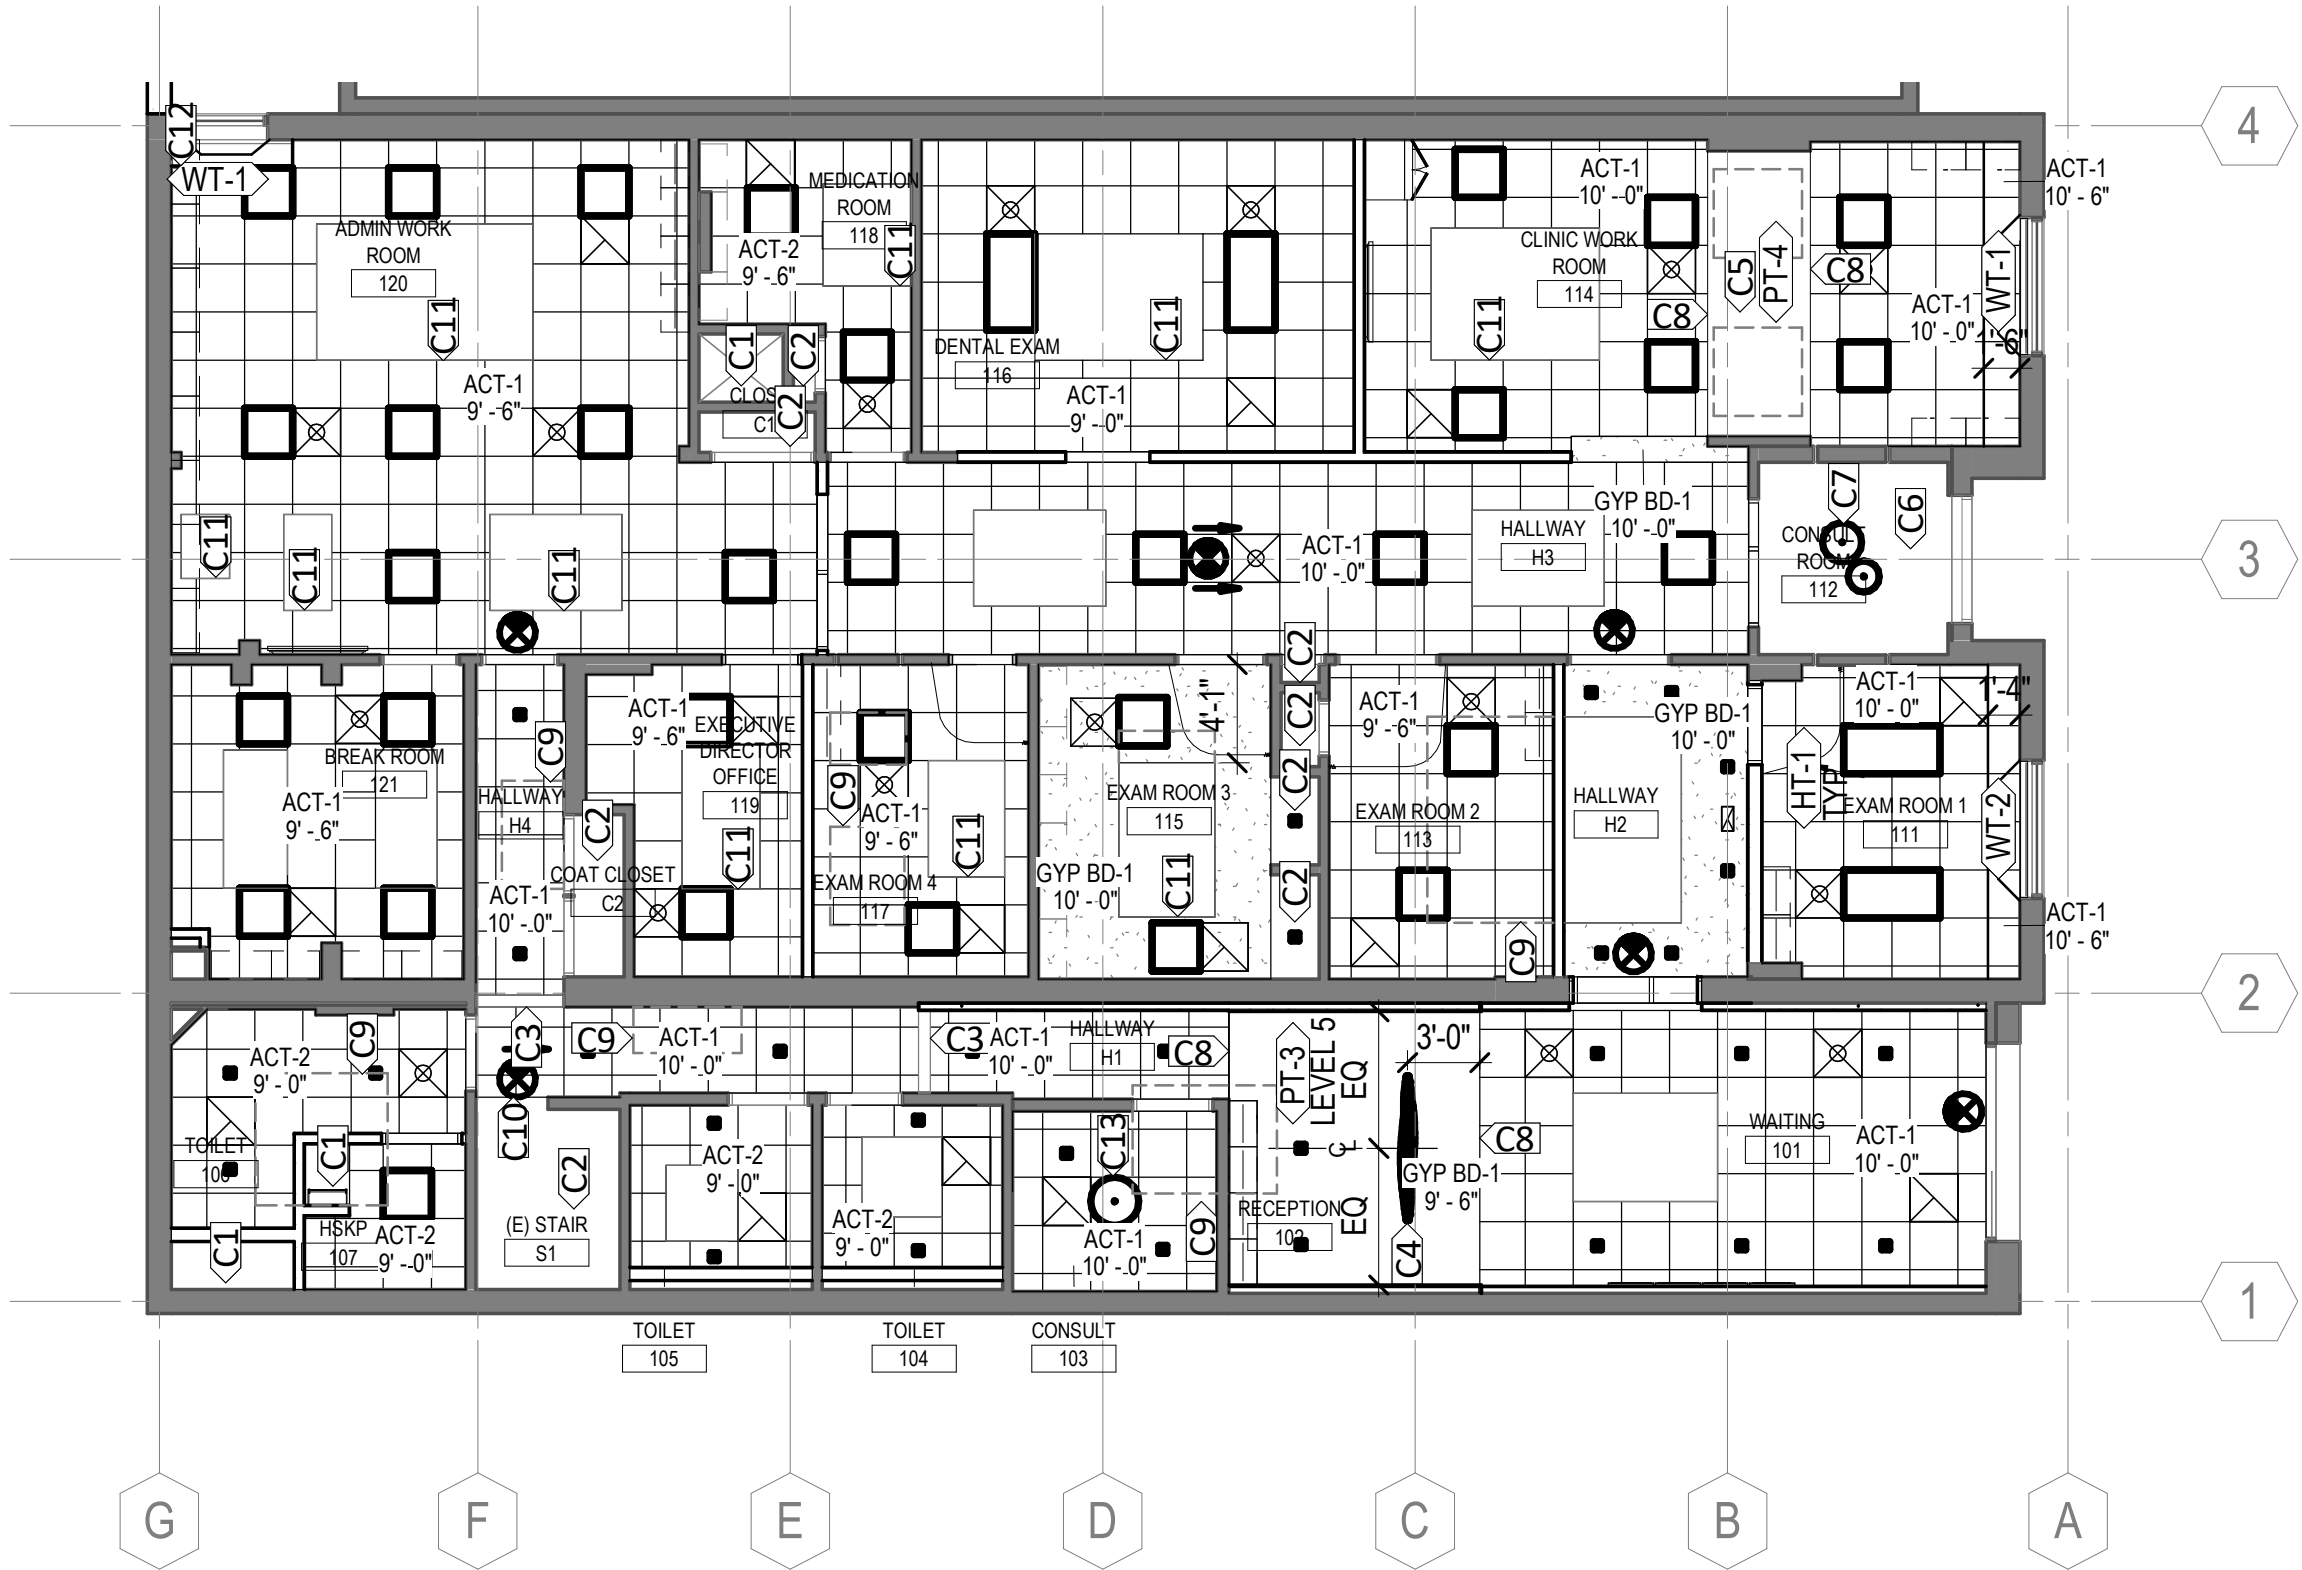 4
C12
WT-1
ADMIN WORK
ROOM
120
C11
ACT-1
9' - 6"
C11
C11
C11
MEDICATION
ROOM
118
C11
ACT-2
9' - 6"
C1
C2
C2
CLOS
C1
DENTAL EXAM
116
C11
ACT-1
9' - 0"
ACT-1
10' - 0"
CLINIC WORK
ROOM
114
C11
C8
C5
PT-4
C8
ACT-1
10' - 6"
WT-1
ACT-1
10' - 0"
'-6"
ACT-1
10' - 0"
HALLWAY
H3
GYP BD-1
10' - 0"
CONSULT
ROOM
112
C7
C6
3
BREAK ROOM
121
ACT-1
9' - 6"
C9
HALLWAY
H4
ACT-1
10' - 0"
C2
COAT CLOSET
C2
ACT-1
9' - 6"
EXECUTIVE
DIRECTOR
OFFICE
119
C11
C9
ACT-1
9' - 6"
C11
EXAM ROOM 4
117
4'-1"
EXAM ROOM 3
115
GYP BD-1
10' - 0"
C11
C2
C2
C2
C2
ACT-1
9' - 6"
EXAM ROOM 2
113
C9
GYP BD-1
10' - 0"
HALLWAY
H2
ACT-1
10' - 0"
1'-4"
HT-1
TYP
EXAM ROOM 1
111
WT-2
ACT-1
10' - 6"
2
C9
ACT-2
9' - 0"
TOILET
106
C1
C1
HSKP
107
ACT-2
9' - 0"
C3
C10
C9
ACT-1
10' - 0"
C2
(E) STAIR
S1
C3
ACT-1
10' - 0"
HALLWAY
H1
C8
ACT-2
9' - 0"
ACT-2
9' - 0"
C13
ACT-1
10' - 0"
C9
PT-3
LEVEL 5
EQ
EQ
CL
3'-0"
GYP BD-1
9' - 6"
RECEPTION
102
C4
C8
WAITING
101
ACT-1
10' - 0"
1
TOILET
105
TOILET
104
CONSULT
103
G
F
E
D
C
B
A